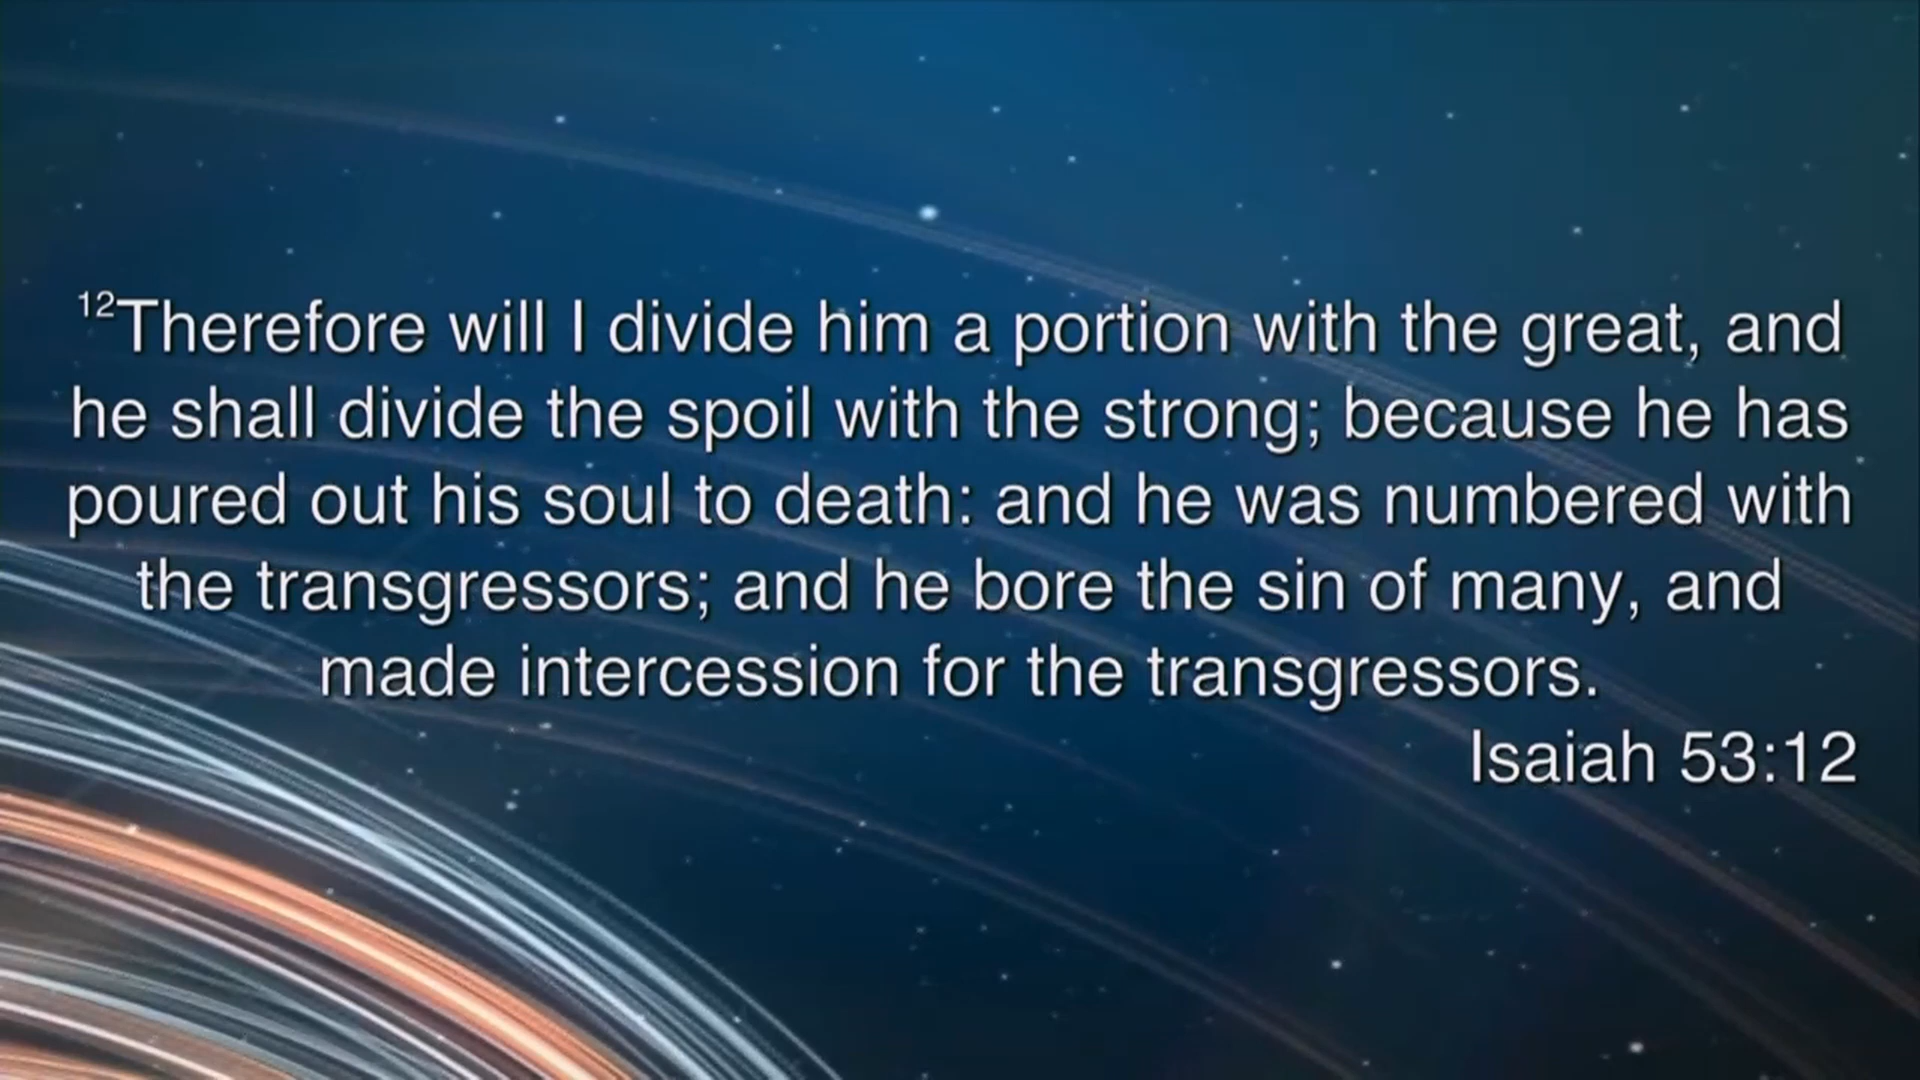 12Therefore will I divide him a portion with the great, and
he shall divide the spoil with the strong; because he has
poured out his soul to death: and he was numbered with
the transgressors; and he bore the sin of many, and
made intercession for the transgressors.
Isaiah 53:12